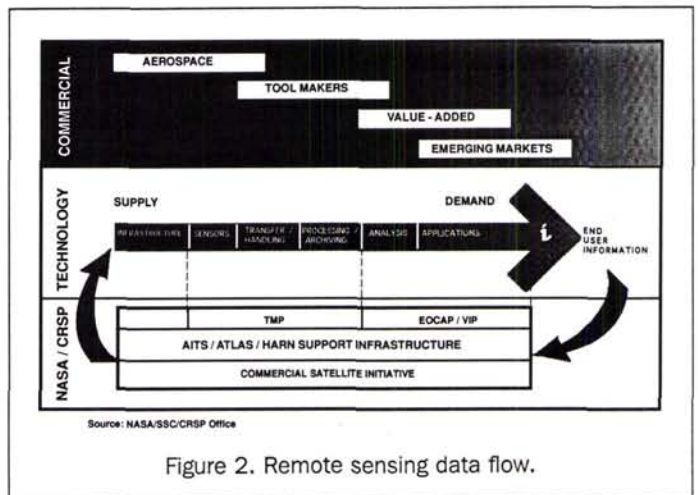 COMMERCIAL
AEROSPACE
TOOL MAKERS
VALUE - ADDED
EMERGING MARKETS
TECHNOLOGY
SUPPLY
DEMAND
INFRASTRUCTURE
SENSORS
TRANSFER /
HANDLING
PROCESSING /
ARCHIVING
ANALYSIS
APPLICATIONS
i
END
USER
INFORMATION
NASA / CRSP
TMP
EOCAP / VIP
AITS / ATLAS / HARN SUPPORT INFRASTRUCTURE
COMMERCIAL SATELLITE INITIATIVE
Source: NASA/SSC/CRSP Office
Figure 2. Remote sensing data flow.